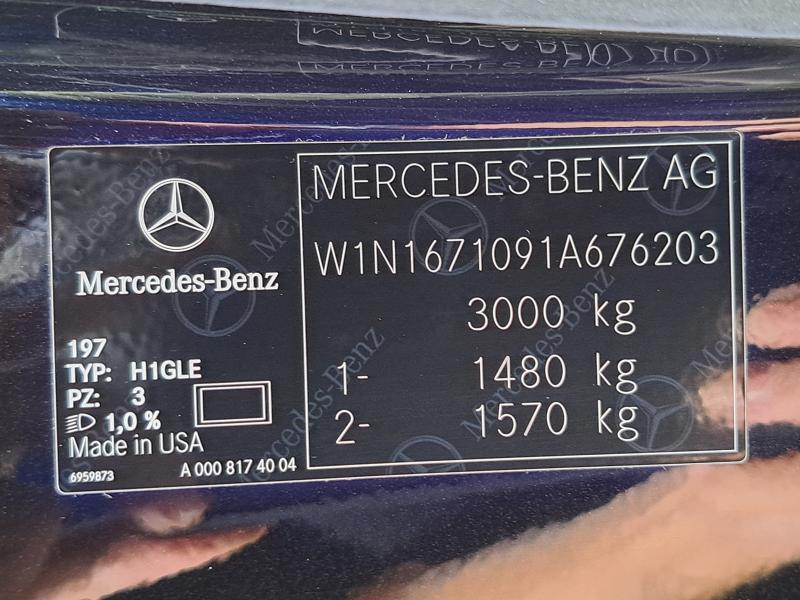 Mercedes-Benz
197
TYP: H1GLE
PZ: 3
1,0 %
Made in USA
6959873
A 000 817 40 04
MERCEDES-BENZ AG
W1N1671091A676203
3000 kg
1- 1480 kg
2- 1570 kg